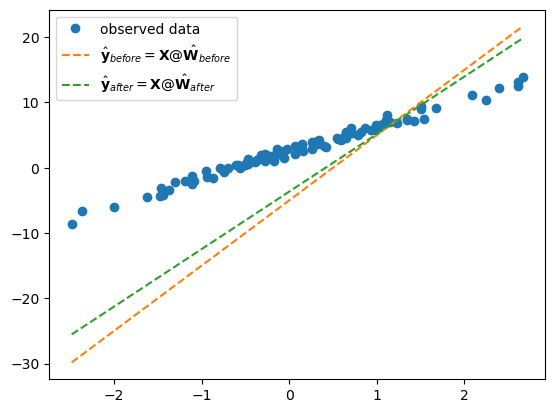 observed data
ŷ_before = X@Ŵ_before
ŷ_after = X@Ŵ_after
20
10
0
−10
−20
−30
−2 −1 0 1 2